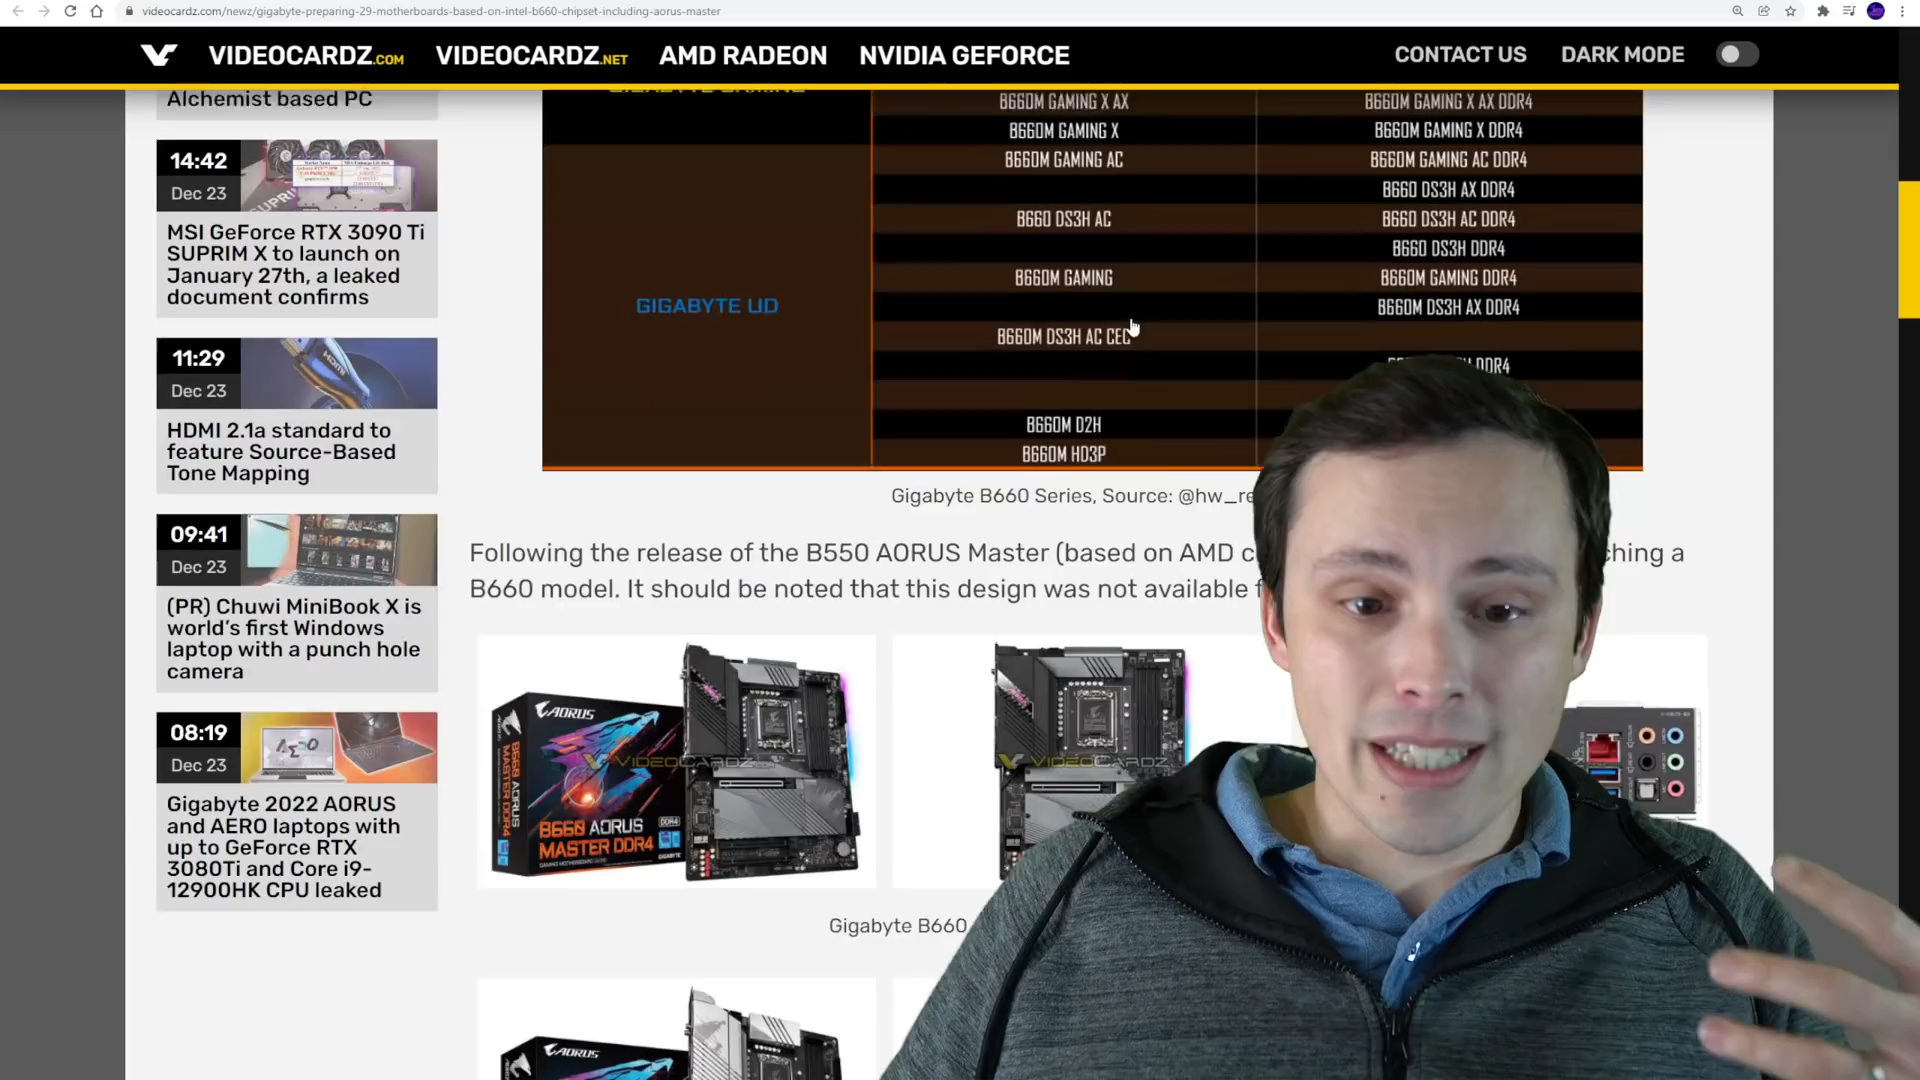 videocardz.com/newz/gigabyte-preparing-29-motherboards-based-on-intel-b660-chipset-including-aorus-master
VIDEOCARDZ.COM VIDEOCARDZ.NET AMD RADEON NVIDIA GEFORCE CONTACT US DARK MODE
Alchemist based PC
14:42
Dec 23
MSI GeForce RTX 3090 Ti
SUPRIM X to launch on
January 27th, a leaked
document confirms
11:29
Dec 23
HDMI
HDMI 2.1a standard to
feature Source-Based
Tone Mapping
09:41
Dec 23
(PR) Chuwi MiniBook X is
world's first Windows
laptop with a punch hole
camera
08:19
Dec 23
AERO
Gigabyte 2022 AORUS
and AERO laptops with
up to GeForce RTX
3080Ti and Core i9-
12900HK CPU leaked
B660M GAMING X AX B660M GAMING X AX DDR4
B660M GAMING X B660M GAMING X DDR4
B660M GAMING AC B660M GAMING AC DDR4
B660 DS3H AX DDR4
B660 DS3H AC B660 DS3H AC DDR4
B660 DS3H DDR4
B660M GAMING B660M GAMING DDR4
GIGABYTE UD B660M DS3H AX DDR4
B660M DS3H AC CEC
DDR4
B660M D2H
B660M HD3P
Gigabyte B660 Series, Source: @hw_re
Following the release of the B550 AORUS Master (based on AMD c ching a
B660 model. It should be noted that this design was not available f
AORUS
B660 AORUS
MASTER DDR4
DDR4
GIGABYTE
B660 AORUS
MASTER DDR4
VIDEOCARDZ
VIDEOCARDZ
Gigabyte B660
AORUS